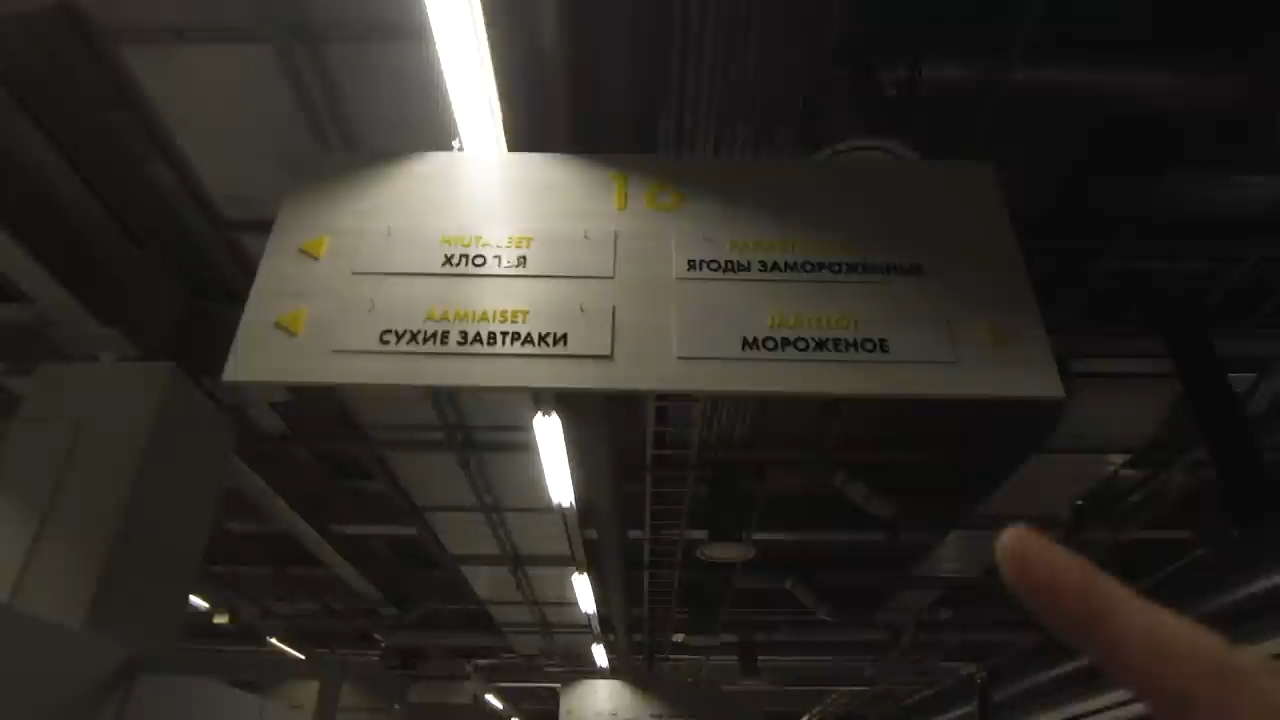 16
HIUTALEET
ХЛОПЬЯ
AAMIAISET
СУХИЕ ЗАВТРАКИ
ЯГОДЫ ЗАМОРОЖЕННЫЕ
JÄÄTELÖT
МОРОЖЕНОЕ